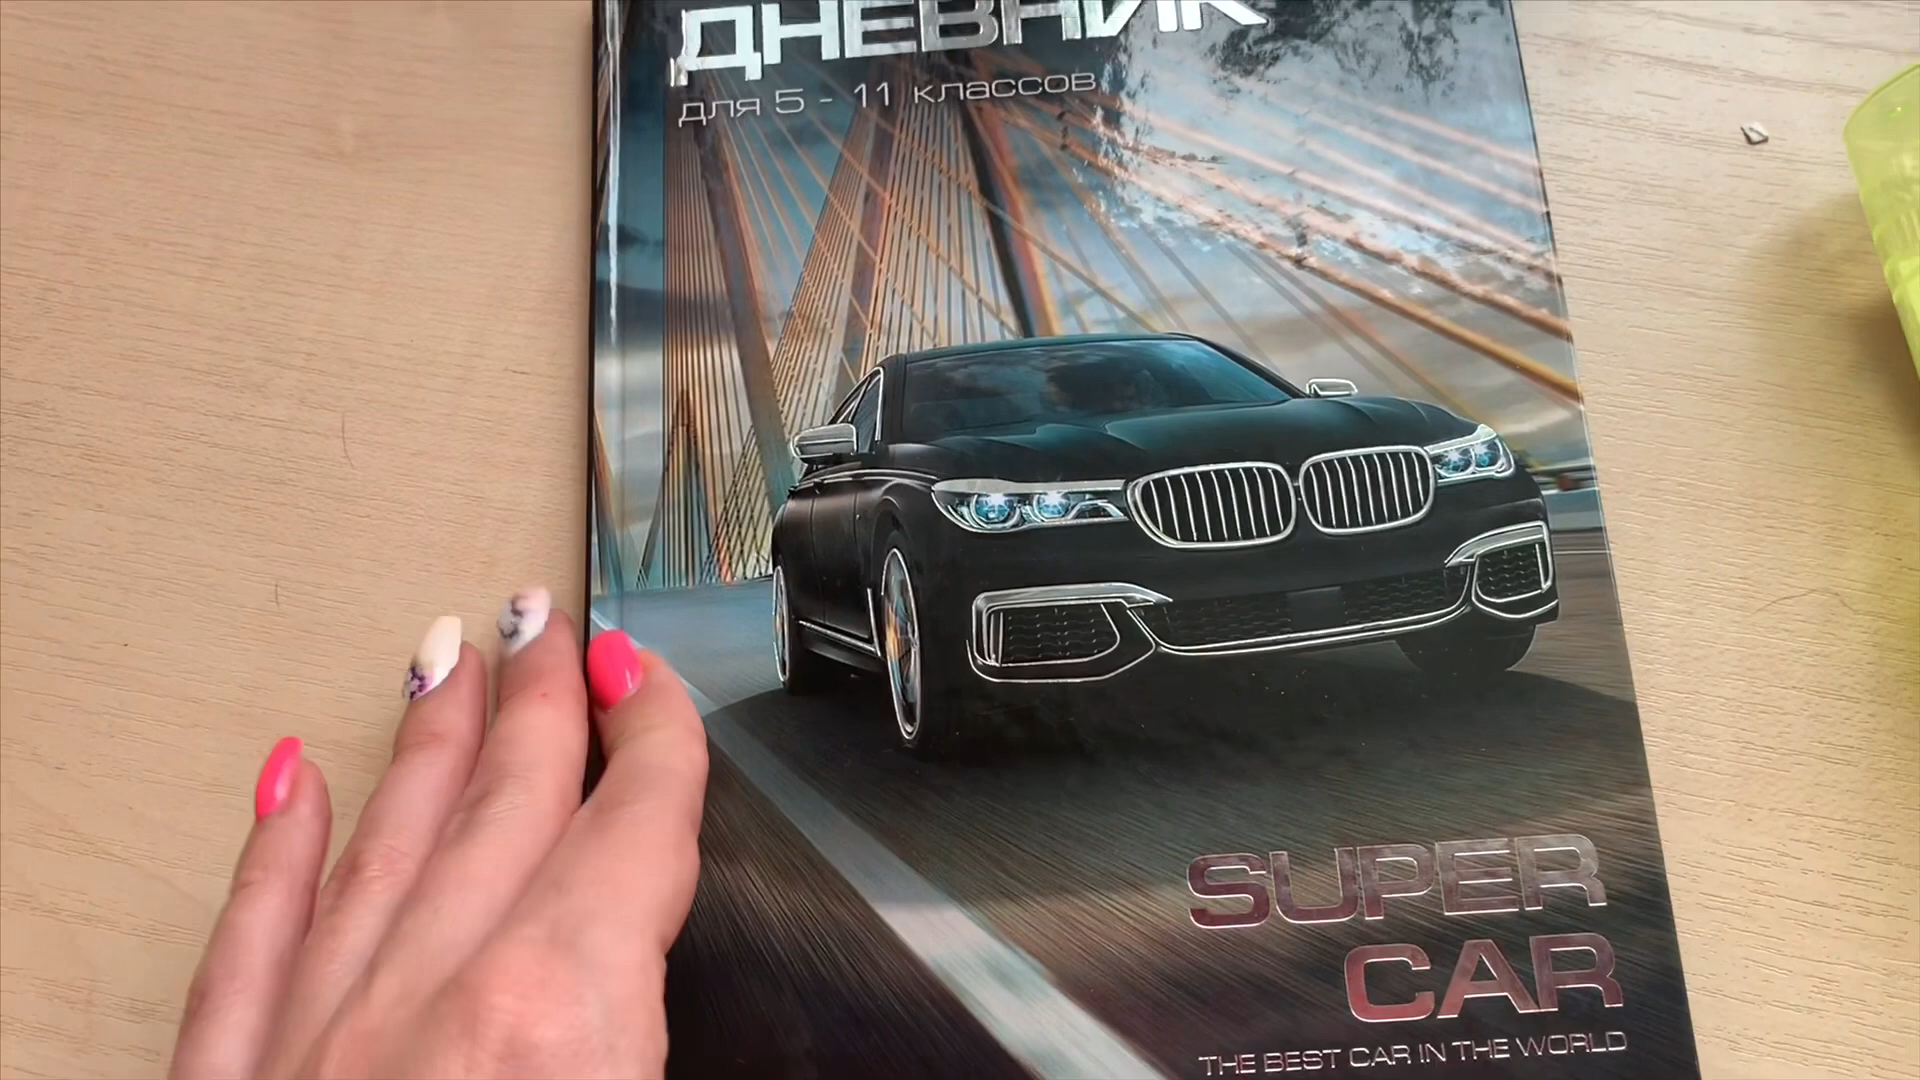 ДНЕВНИК
для 5 - 11 классов
SUPER
CAR
THE BEST CAR IN THE WORLD